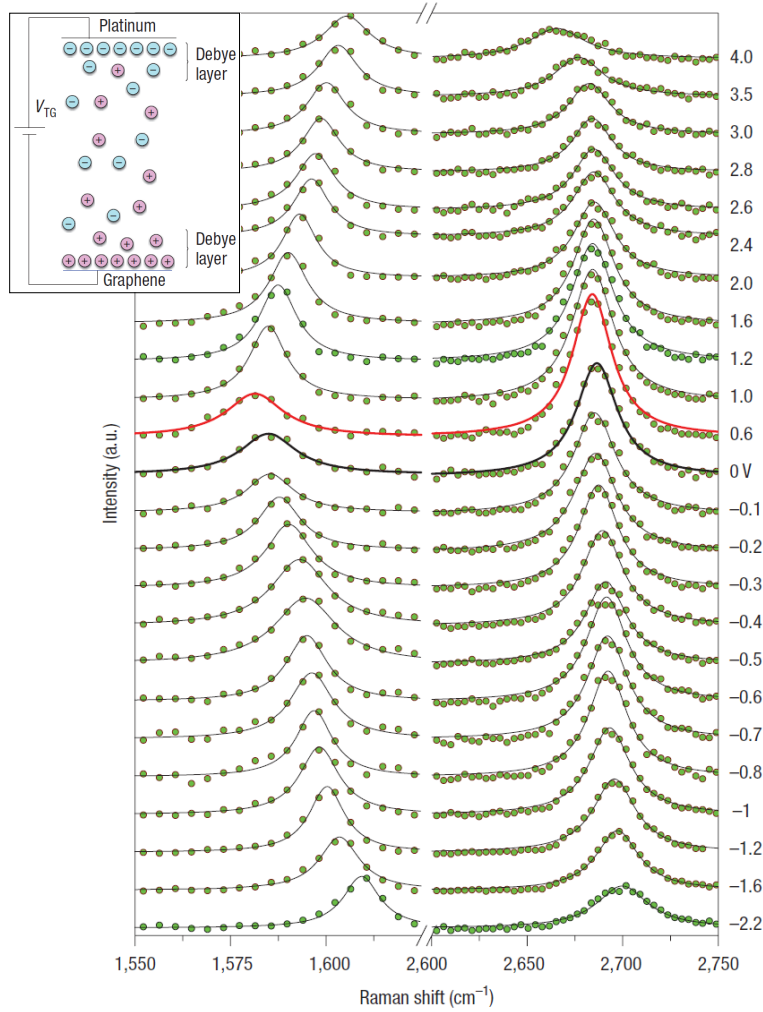 Platinum
Debye
layer
V_TG
Debye
layer
Graphene
4.0
3.5
3.0
2.8
2.6
2.4
2.0
1.6
1.2
1.0
0.6
0 V
–0.1
–0.2
–0.3
–0.4
–0.5
–0.6
–0.7
–0.8
–1
–1.2
–1.6
–2.2
Intensity (a.u.)
1,550 1,575 1,600 2,600 2,650 2,700 2,750
Raman shift (cm⁻¹)